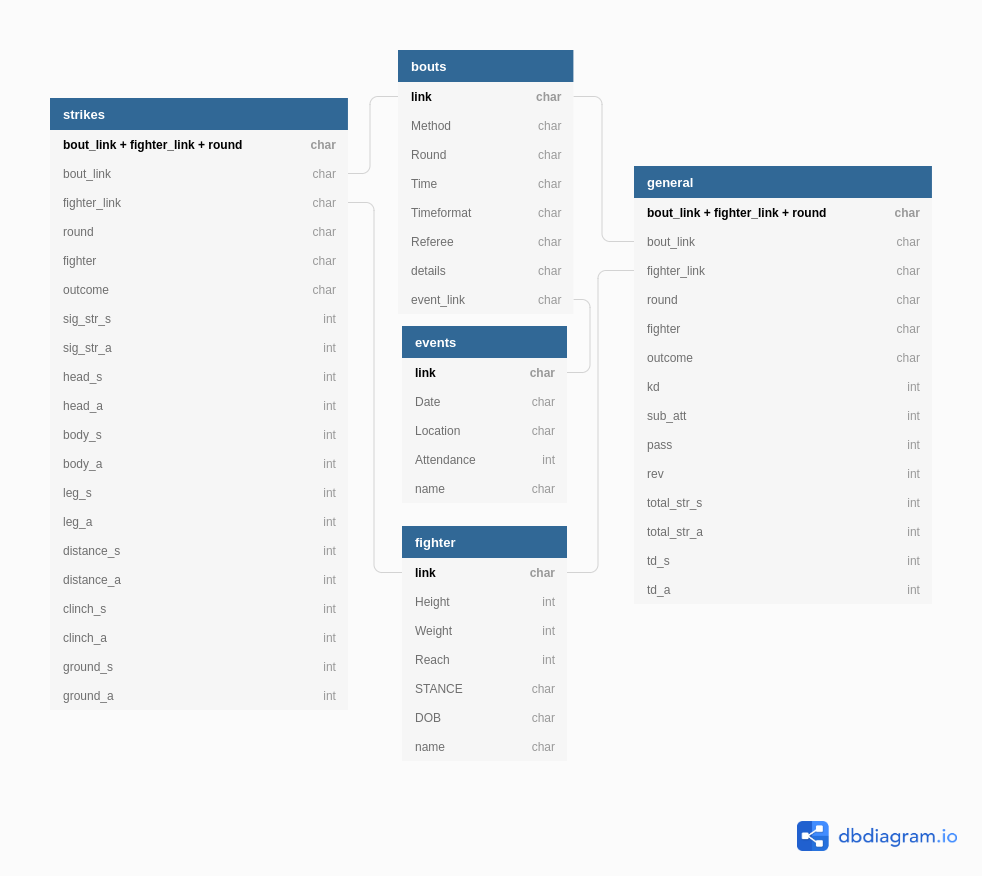 strikes
bout_link + fighter_link + round char
bout_link char
fighter_link char
round char
fighter char
outcome char
sig_str_s int
sig_str_a int
head_s int
head_a int
body_s int
body_a int
leg_s int
leg_a int
distance_s int
distance_a int
clinch_s int
clinch_a int
ground_s int
ground_a int
bouts
link char
Method char
Round char
Time char
Timeformat char
Referee char
details char
event_link char
events
link char
Date char
Location char
Attendance int
name char
fighter
link char
Height int
Weight int
Reach int
STANCE char
DOB char
name char
general
bout_link + fighter_link + round char
bout_link char
fighter_link char
round char
fighter char
outcome char
kd int
sub_att int
pass int
rev int
total_str_s int
total_str_a int
td_s int
td_a int
dbdiagram.io